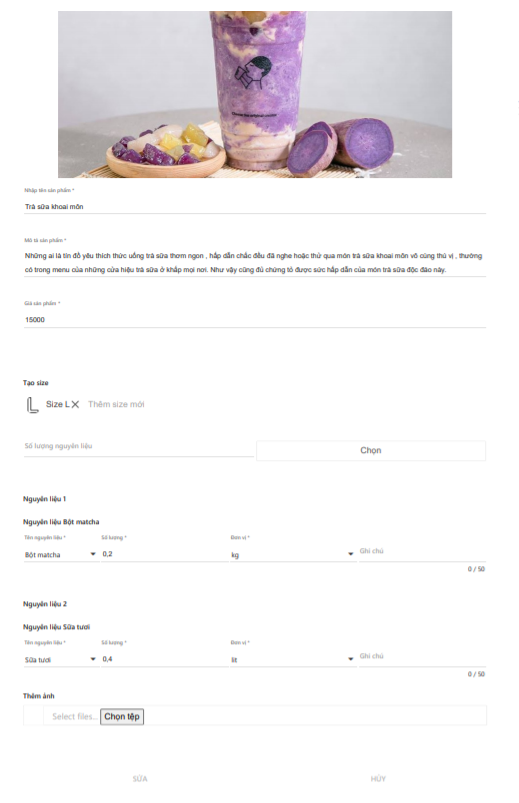 Nhập tên sản phẩm *
Trà sữa khoai môn
Mô tả sản phẩm *
Những ai là tín đồ yêu thích thức uống trà sữa thơm ngon , hấp dẫn chắc đều đã nghe hoặc thử qua món trà sữa khoai môn vô cùng thú vị , thường
có trong menu của những cửa hiệu trà sữa ở khắp mọi nơi. Như vậy cũng đủ chứng tỏ được sức hấp dẫn của món trà sữa độc đáo này.
Giá sản phẩm *
15000
Tạo size
Size L Thêm size mới
Số lượng nguyên liệu Chọn
Nguyên liệu 1
Nguyên liệu Bột matcha
Tên nguyên liệu * Số lượng * Đơn vị *
Bột matcha 0,2 kg Ghi chú
0 / 50
Nguyên liệu 2
Nguyên liệu Sữa tươi
Tên nguyên liệu * Số lượng * Đơn vị *
Sữa tươi 0,4 lit Ghi chú
0 / 50
Thêm ảnh
Select files... Chọn tệp
SỬA HỦY